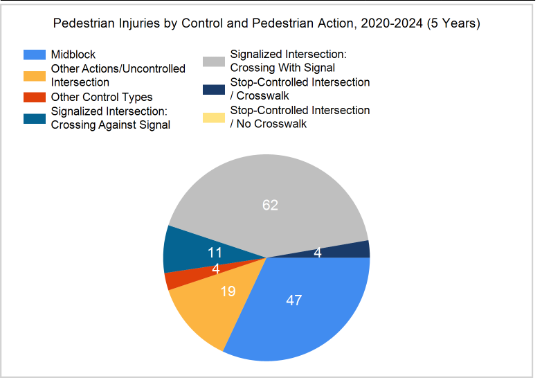 Pedestrian Injuries by Control and Pedestrian Action, 2020-2024 (5 Years)
Midblock
Other Actions/Uncontrolled
Intersection
Other Control Types
Signalized Intersection:
Crossing Against Signal
Signalized Intersection:
Crossing With Signal
Stop-Controlled Intersection
/ Crosswalk
Stop-Controlled Intersection
/ No Crosswalk
62
11
4
4
19
47